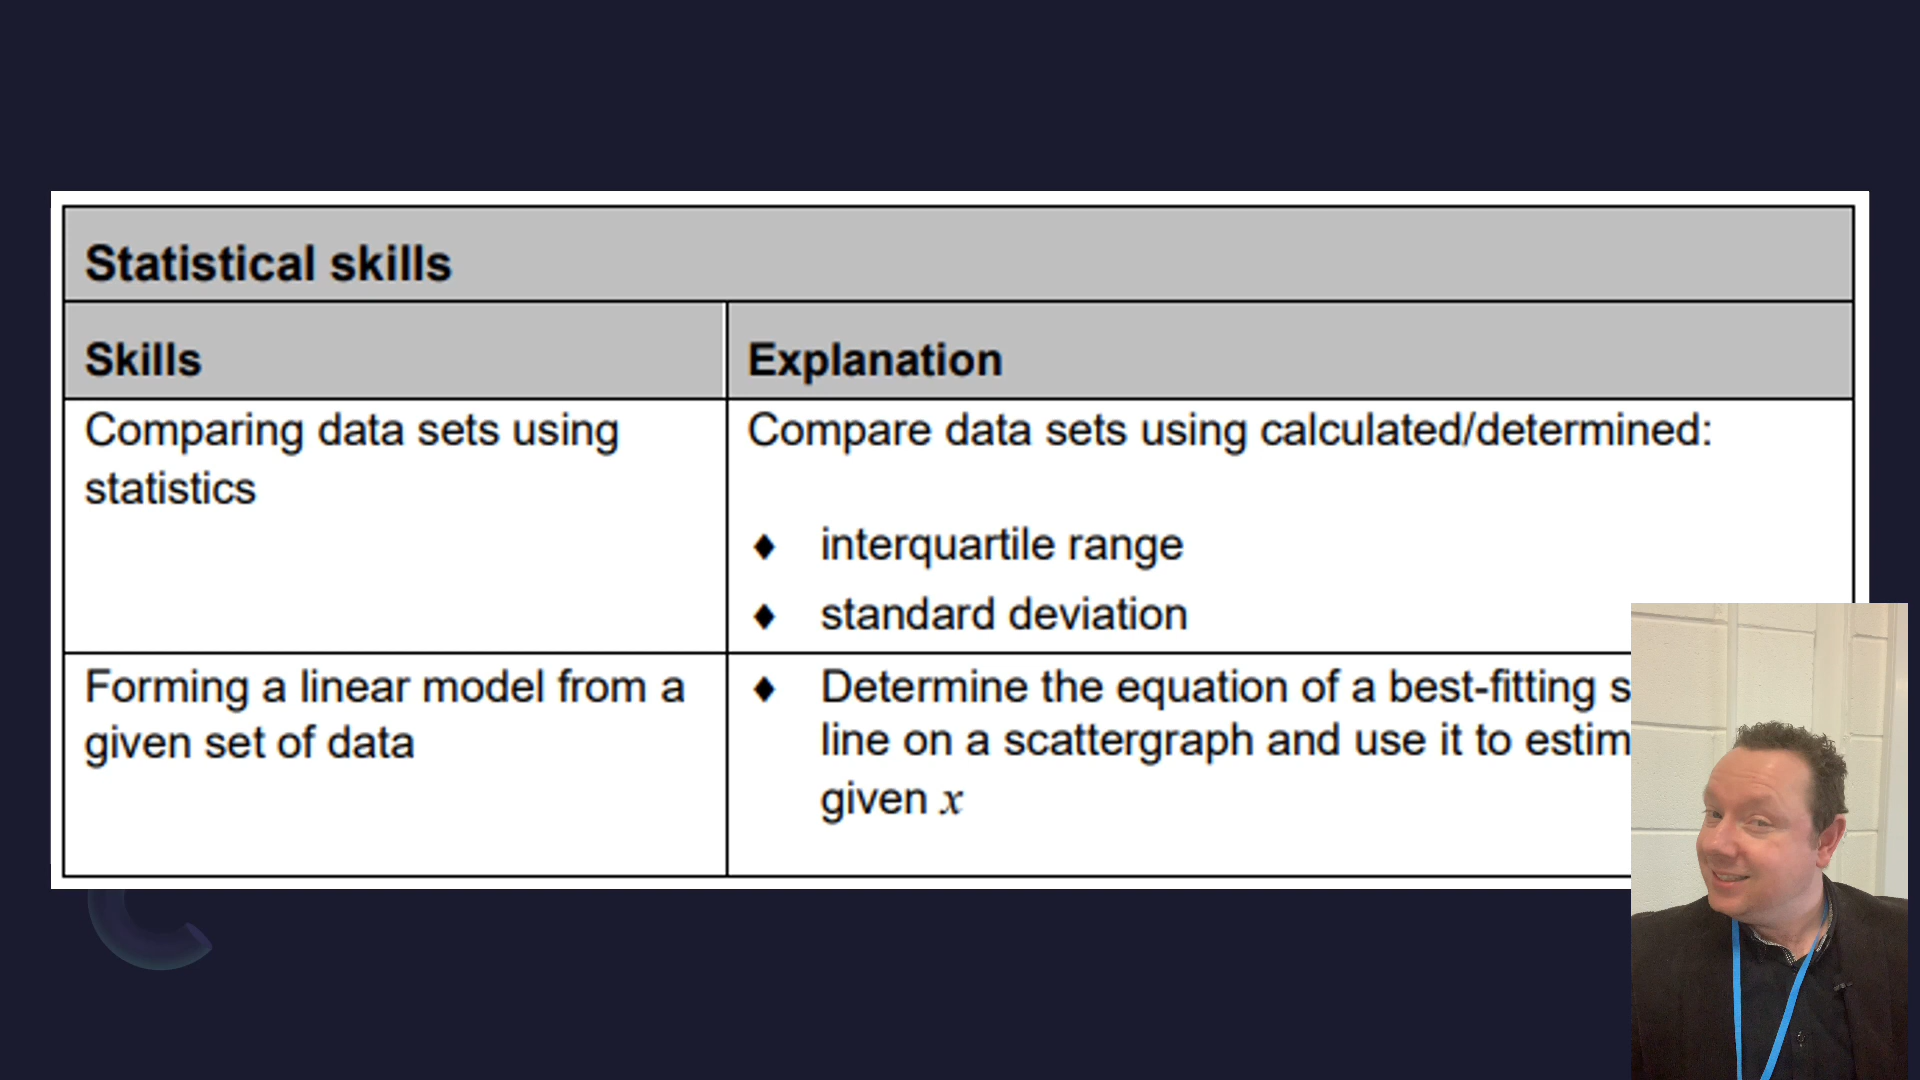 Statistical skills
Skills
Explanation
Comparing data sets using
statistics
Compare data sets using calculated/determined:
♦ interquartile range
♦ standard deviation
Forming a linear model from a
given set of data
♦ Determine the equation of a best-fitting
line on a scattergraph and use it to
given x